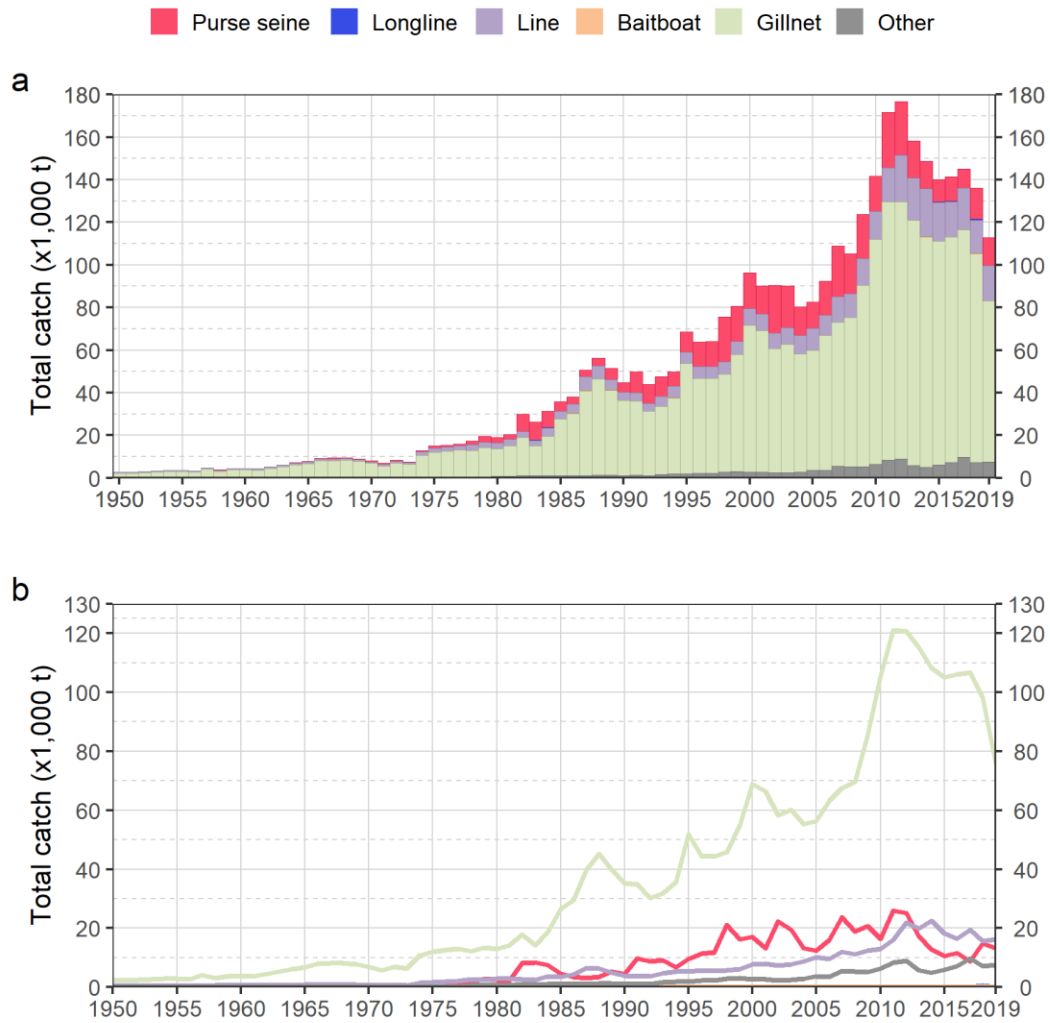 Purse seine Longline Line Baitboat Gillnet Other
a
Total catch (x1,000 t)
180 180
160 160
140 140
120 120
100 100
80 80
60 60
40 40
20 20
0 0
1950 1955 1960 1965 1970 1975 1980 1985 1990 1995 2000 2005 2010 2015 2019
b
Total catch (x1,000 t)
130 130
120 120
100 100
80 80
60 60
40 40
20 20
0 0
1950 1955 1960 1965 1970 1975 1980 1985 1990 1995 2000 2005 2010 2015 2019